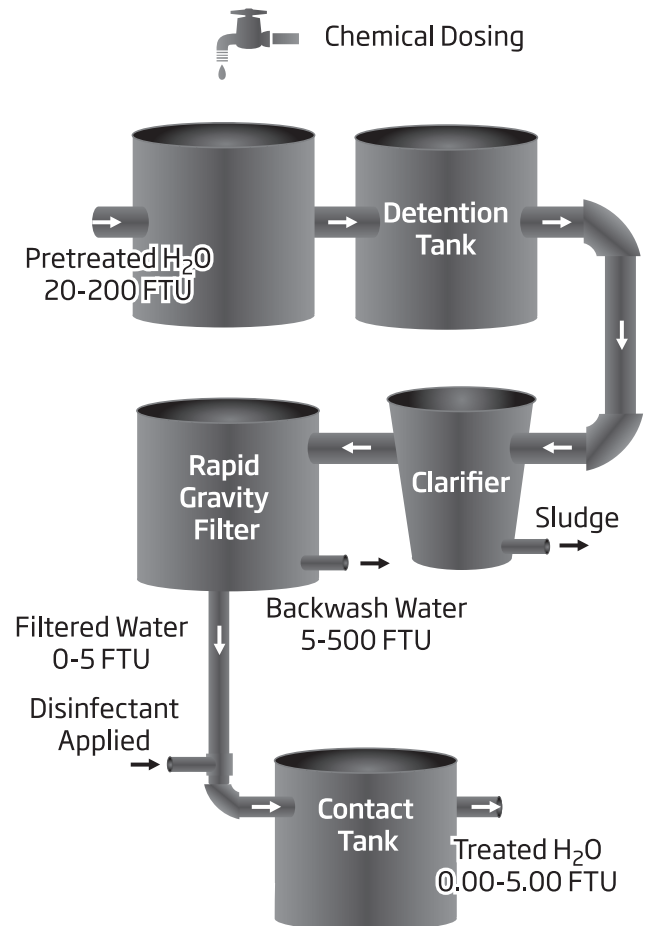 Chemical Dosing
Detention
Tank
Pretreated H₂O
20-200 FTU
Rapid
Gravity
Filter
Clarifier
Sludge
Backwash Water
5-500 FTU
Filtered Water
0-5 FTU
Disinfectant
Applied
Contact
Tank
Treated H₂O
0.00-5.00 FTU